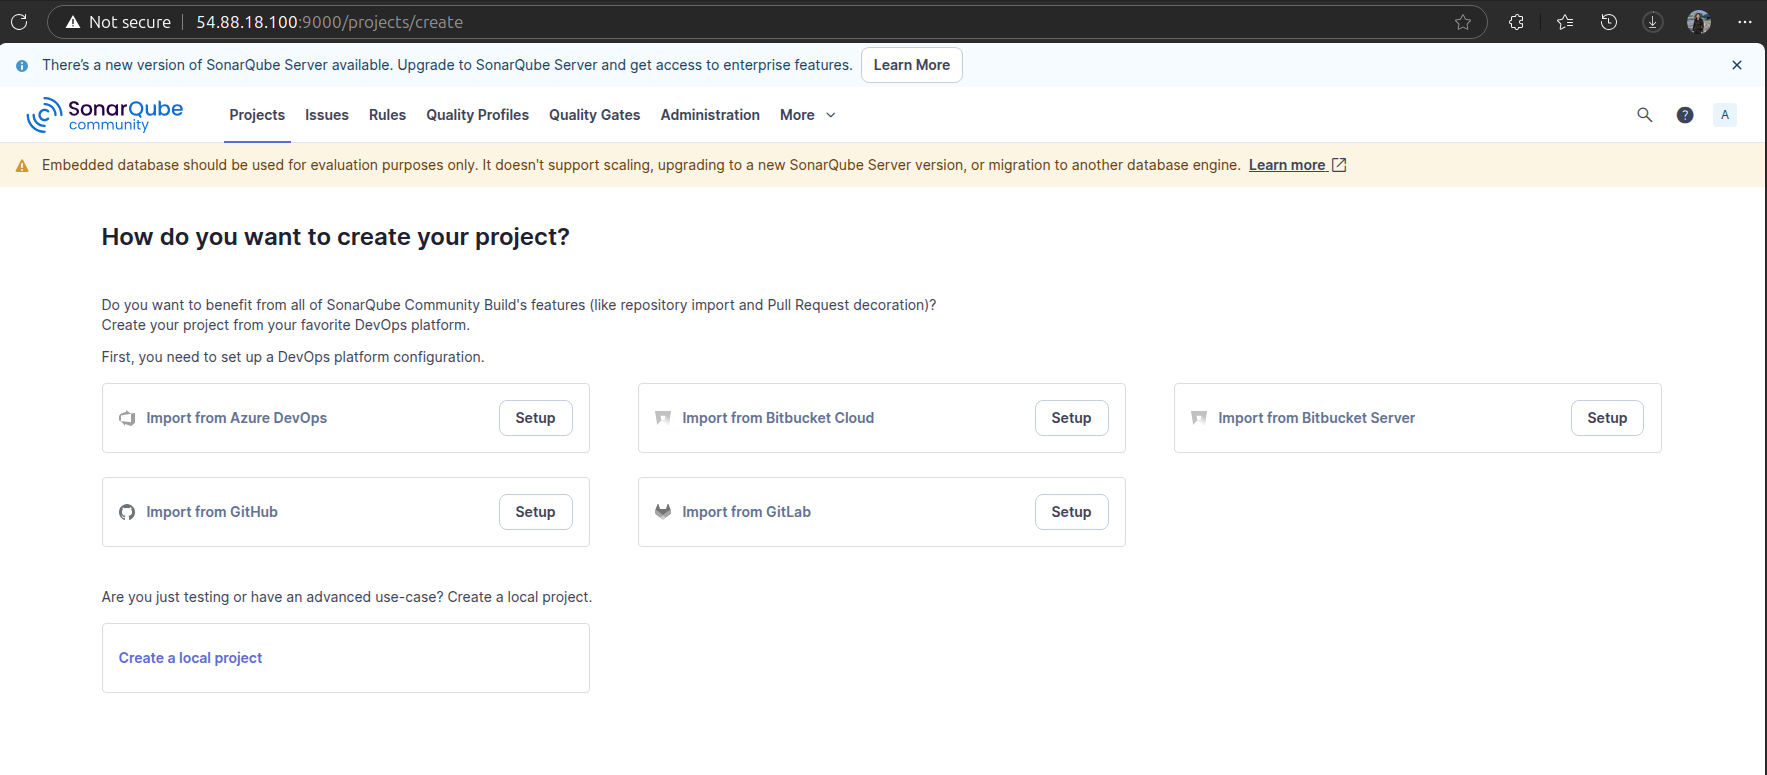 Not secure 54.88.18.100:9000/projects/create
There's a new version of SonarQube Server available. Upgrade to SonarQube Server and get access to enterprise features. Learn More
SonarQube community Projects Issues Rules Quality Profiles Quality Gates Administration More ? A
Embedded database should be used for evaluation purposes only. It doesn't support scaling, upgrading to a new SonarQube Server version, or migration to another database engine. Learn more
How do you want to create your project?
Do you want to benefit from all of SonarQube Community Build's features (like repository import and Pull Request decoration)?
Create your project from your favorite DevOps platform.
First, you need to set up a DevOps platform configuration.
Import from Azure DevOps Setup Import from Bitbucket Cloud Setup Import from Bitbucket Server Setup
Import from GitHub Setup Import from GitLab Setup
Are you just testing or have an advanced use-case? Create a local project.
Create a local project